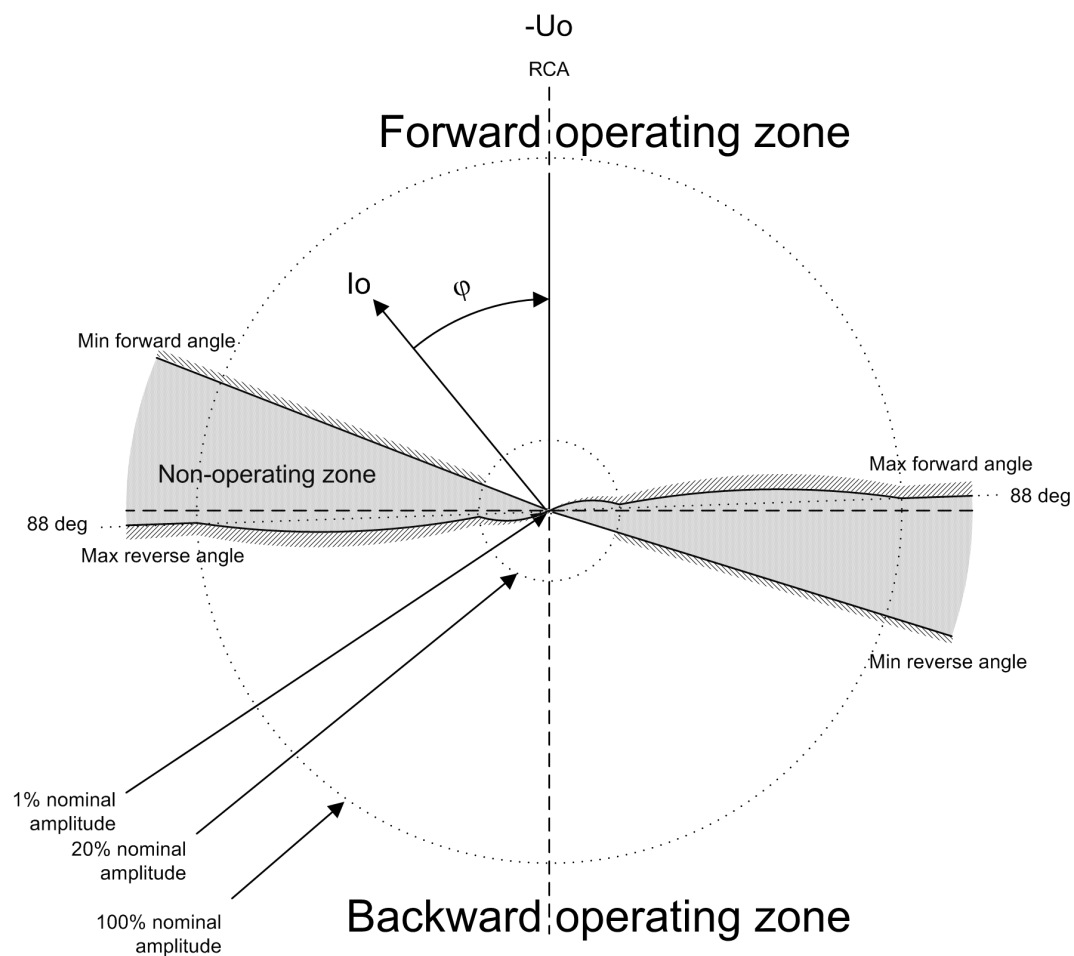 -Uo
RCA
Forward operating zone
Io
φ
Min forward angle
Non-operating zone
Max forward angle
88 deg
88 deg
Max reverse angle
Min reverse angle
1% nominal
amplitude
20% nominal
amplitude
100% nominal
amplitude
Backward operating zone